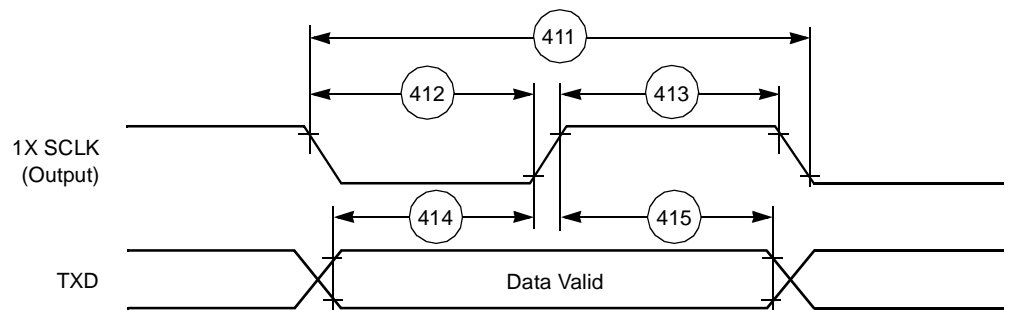 411
412
413
1X SCLK
(Output)
414
415
TXD
Data Valid